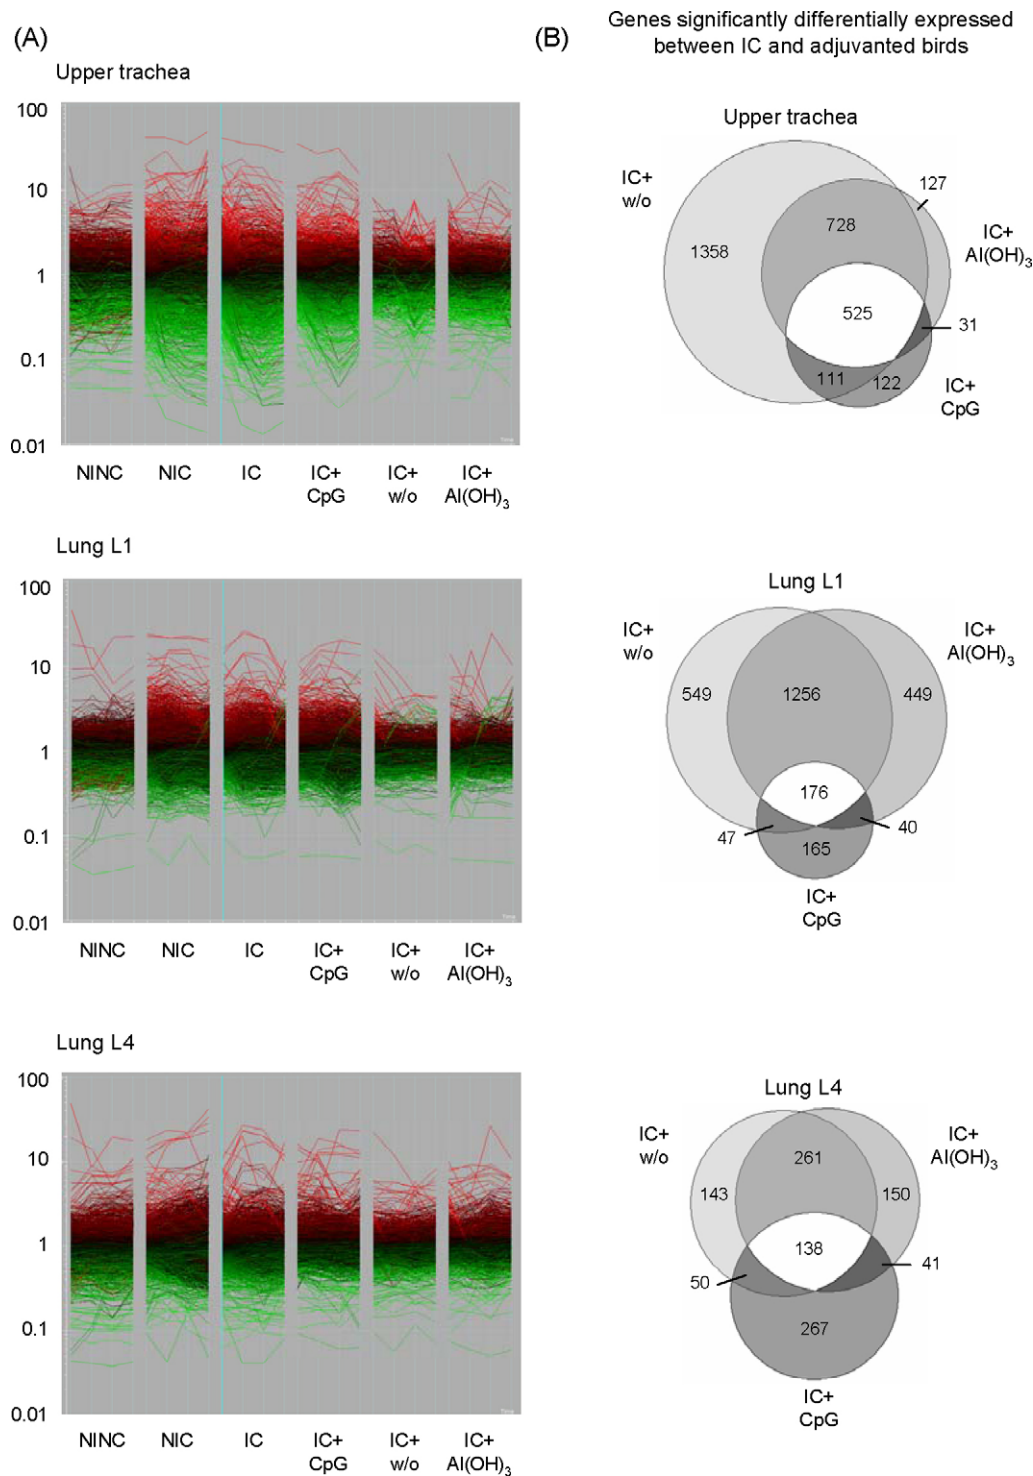 (A)
Upper trachea
100
10
1
0.1
0.01
Time
NINC
NIC
IC
IC+
CpG
IC+
w/o
IC+
Al(OH)3
Lung L1
100
10
1
0.1
0.01
Time
NINC
NIC
IC
IC+
CpG
IC+
w/o
IC+
Al(OH)3
Lung L4
100
10
1
0.1
0.01
Time
NINC
NIC
IC
IC+
CpG
IC+
w/o
IC+
Al(OH)3
(B)
Genes significantly differentially expressed
between IC and adjuvanted birds
Upper trachea
IC+
w/o
127
728
IC+
Al(OH)3
1358
525
31
111
122
IC+
CpG
Lung L1
IC+
w/o
IC+
Al(OH)3
549
1256
449
176
47
40
165
IC+
CpG
Lung L4
IC+
w/o
IC+
Al(OH)3
261
143
150
138
50
41
267
IC+
CpG